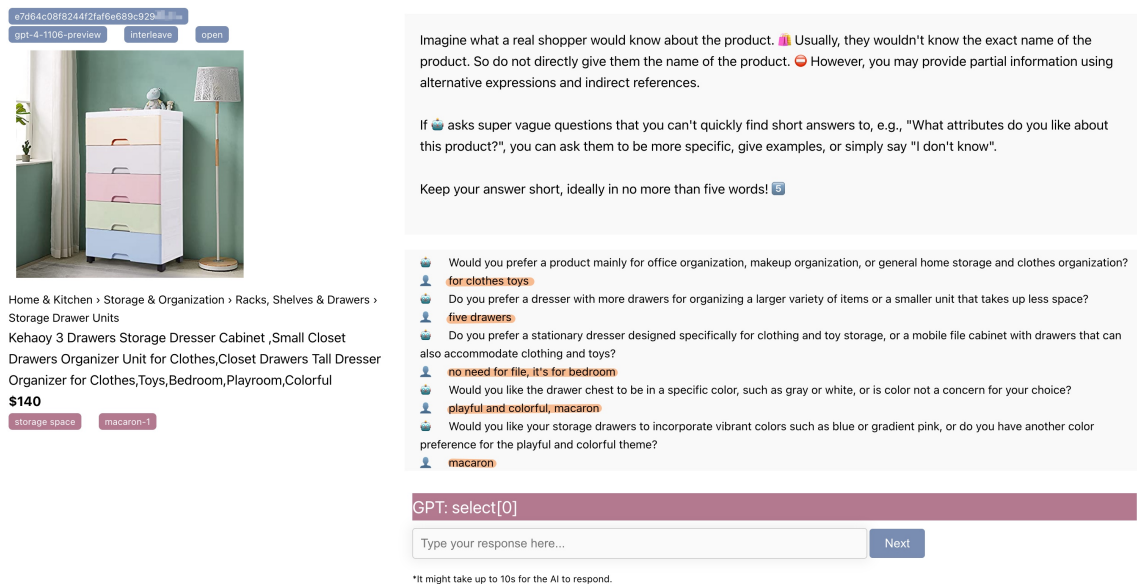 e7d64c08f8244f2faf6e689c929
gpt-4-1106-preview interleave open
Home & Kitchen › Storage & Organization › Racks, Shelves & Drawers ›
Storage Drawer Units
Kehaoy 3 Drawers Storage Dresser Cabinet ,Small Closet
Drawers Organizer Unit for Clothes,Closet Drawers Tall Dresser
Organizer for Clothes,Toys,Bedroom,Playroom,Colorful
$140
storage space macaron-1
Imagine what a real shopper would know about the product. 🛍️ Usually, they wouldn't know the exact name of the
product. So do not directly give them the name of the product. ⛔ However, you may provide partial information using
alternative expressions and indirect references.
If 🤖 asks super vague questions that you can't quickly find short answers to, e.g., "What attributes do you like about
this product?", you can ask them to be more specific, give examples, or simply say "I don't know".
Keep your answer short, ideally in no more than five words! 5️⃣
🤖 Would you prefer a product mainly for office organization, makeup organization, or general home storage and clothes organization?
👤 for clothes toys
🤖 Do you prefer a dresser with more drawers for organizing a larger variety of items or a smaller unit that takes up less space?
👤 five drawers
🤖 Do you prefer a stationary dresser designed specifically for clothing and toy storage, or a mobile file cabinet with drawers that can
also accommodate clothing and toys?
👤 no need for file, it's for bedroom
🤖 Would you like the drawer chest to be in a specific color, such as gray or white, or is color not a concern for your choice?
👤 playful and colorful, macaron
🤖 Would you like your storage drawers to incorporate vibrant colors such as blue or gradient pink, or do you have another color
preference for the playful and colorful theme?
👤 macaron
GPT: select[0]
Type your response here...
Next
*It might take up to 10s for the AI to respond.